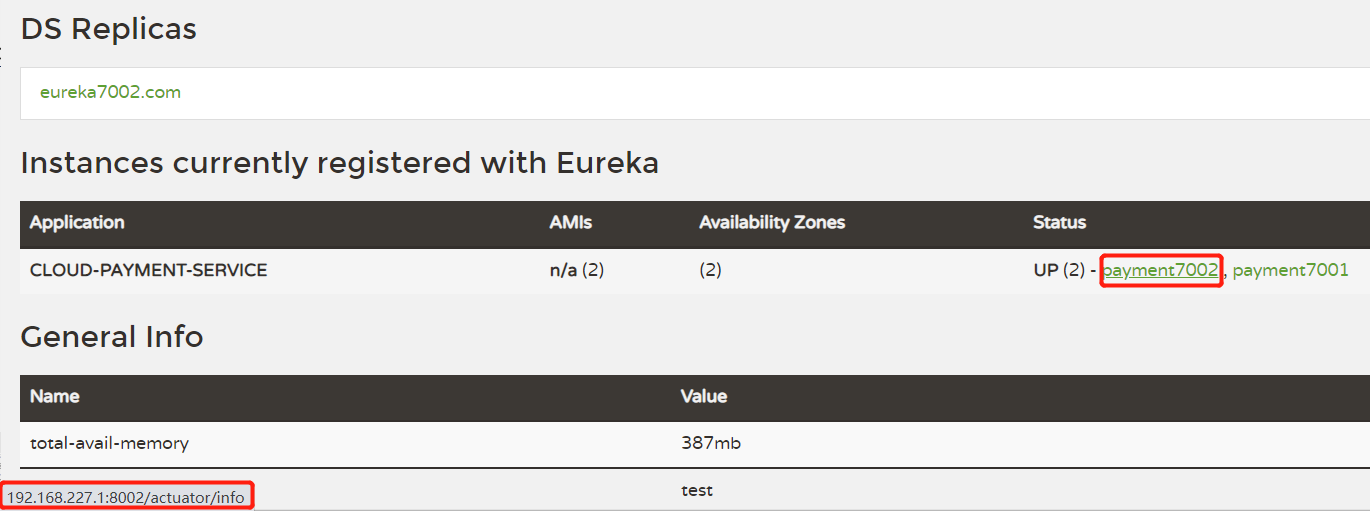 DS Replicas
eureka7002.com
Instances currently registered with Eureka
Application AMIs Availability Zones Status
CLOUD-PAYMENT-SERVICE n/a (2) (2) UP (2) - payment7002 , payment7001
General Info
Name Value
total-avail-memory 387mb
test
192.168.227.1:8002/actuator/info